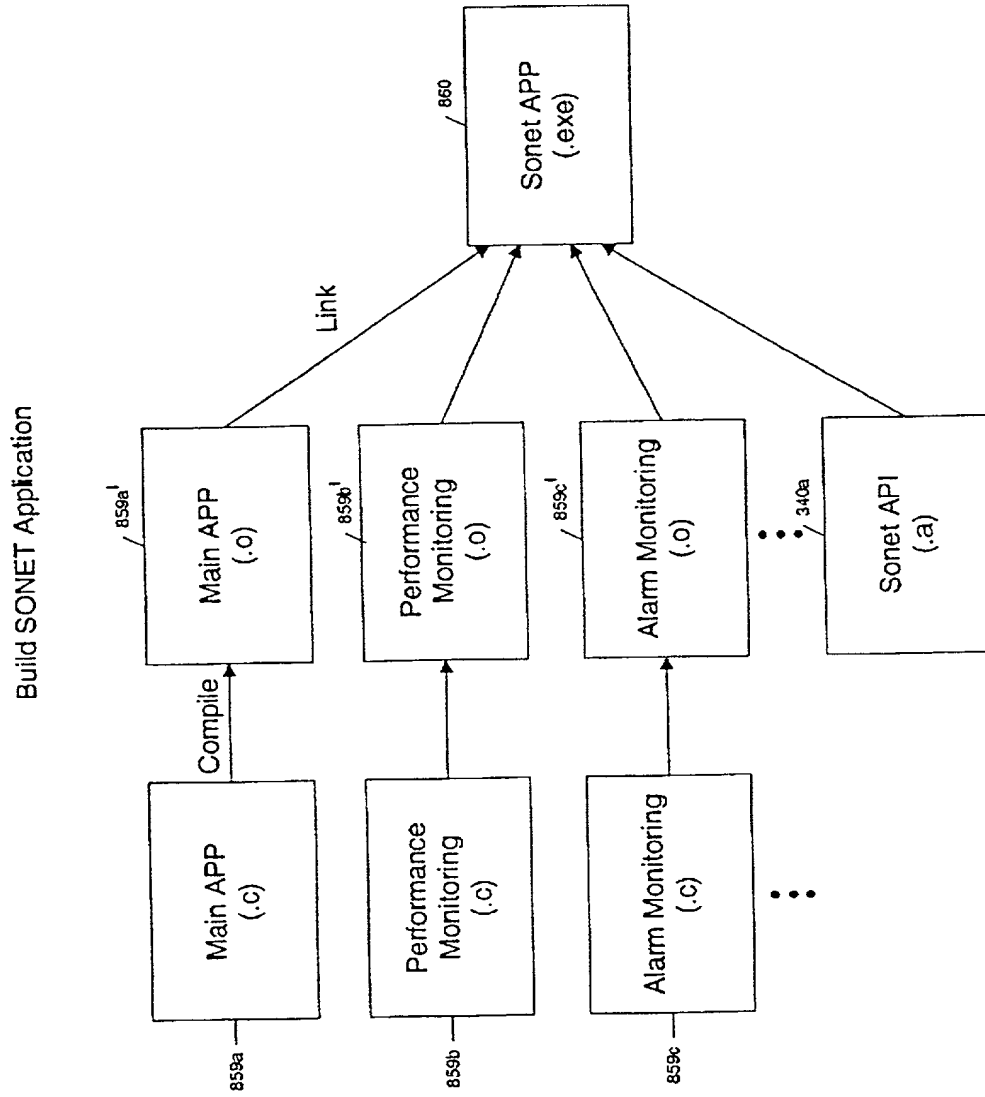 Build SONET Application
859a
Main APP
(.c)
Compile
859a'
Main APP
(.o)
Link
859b
Performance
Monitoring
(.c)
859b'
Performance
Monitoring
(.o)
859c
Alarm Monitoring
(.c)
859c'
Alarm Monitoring
(.o)
340a
Sonet API
(.a)
860
Sonet APP
(.exe)